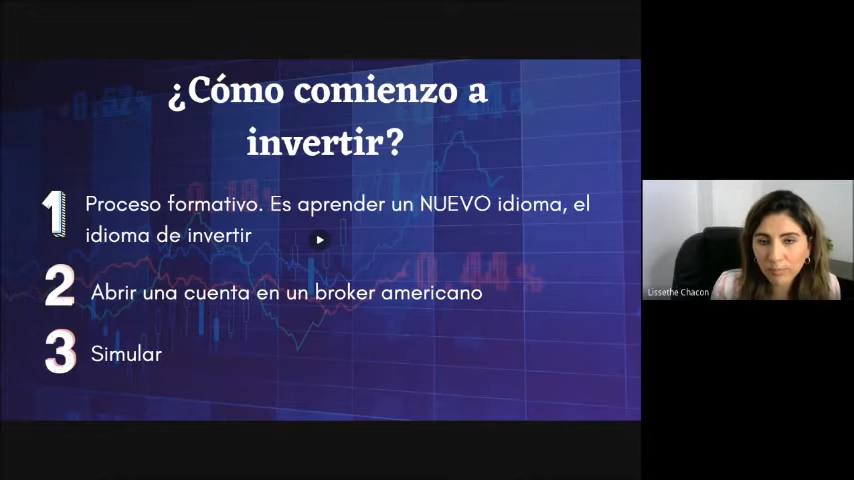 ¿Cómo comienzo a
invertir?
1 Proceso formativo. Es aprender un NUEVO idioma, el
idioma de invertir
2 Abrir una cuenta en un broker americano
3 Simular
Lissethe Chacon